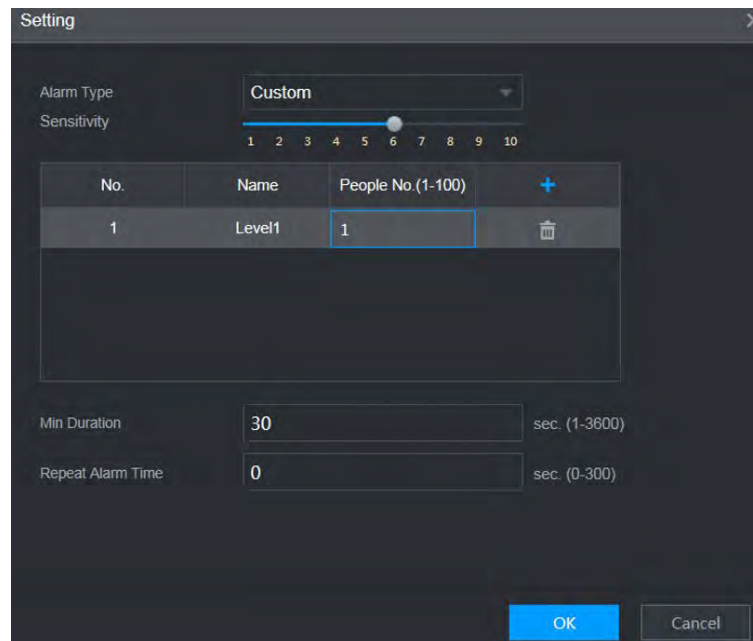 Setting
Alarm Type
Custom
Sensitivity
1 2 3 4 5 6 7 8 9 10
No. Name People No.(1-100) +
1 Level1 1
Min Duration 30 sec. (1-3600)
Repeat Alarm Time 0 sec. (0-300)
OK Cancel